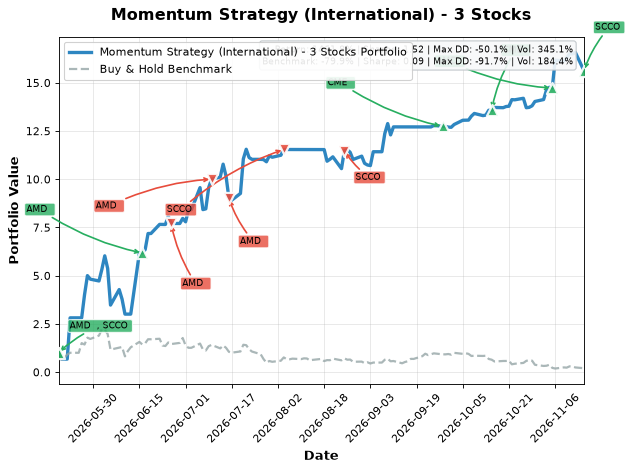 Momentum Strategy (International) - 3 Stocks
SCCO
Momentum Strategy (International) - 3 Stocks Portfolio
Buy & Hold Benchmark
52 | Max DD: -50.1% | Vol: 345.1%
Benchmark: -79.9% | Sharpe: 0.09 | Max DD: -91.7% | Vol: 184.4%
CME
SCCO
AMD
SCCO
AMD
AMD
AMD
AMD , SCCO
Portfolio Value
15.0
12.5
10.0
7.5
5.0
2.5
0.0
2026-05-30
2026-06-15
2026-07-01
2026-07-17
2026-08-02
2026-08-18
2026-09-03
2026-09-19
2026-10-05
2026-10-21
2026-11-06
Date